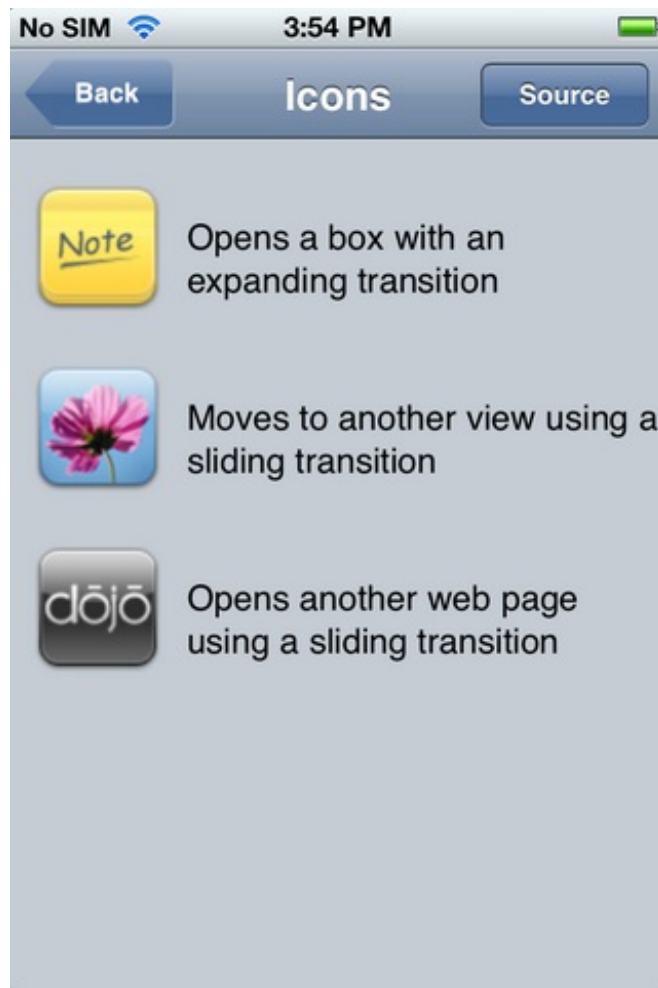 No SIM 3:54 PM
Back Icons Source
Note
Opens a box with an
expanding transition
Moves to another view using a
sliding transition
dōjō
Opens another web page
using a sliding transition